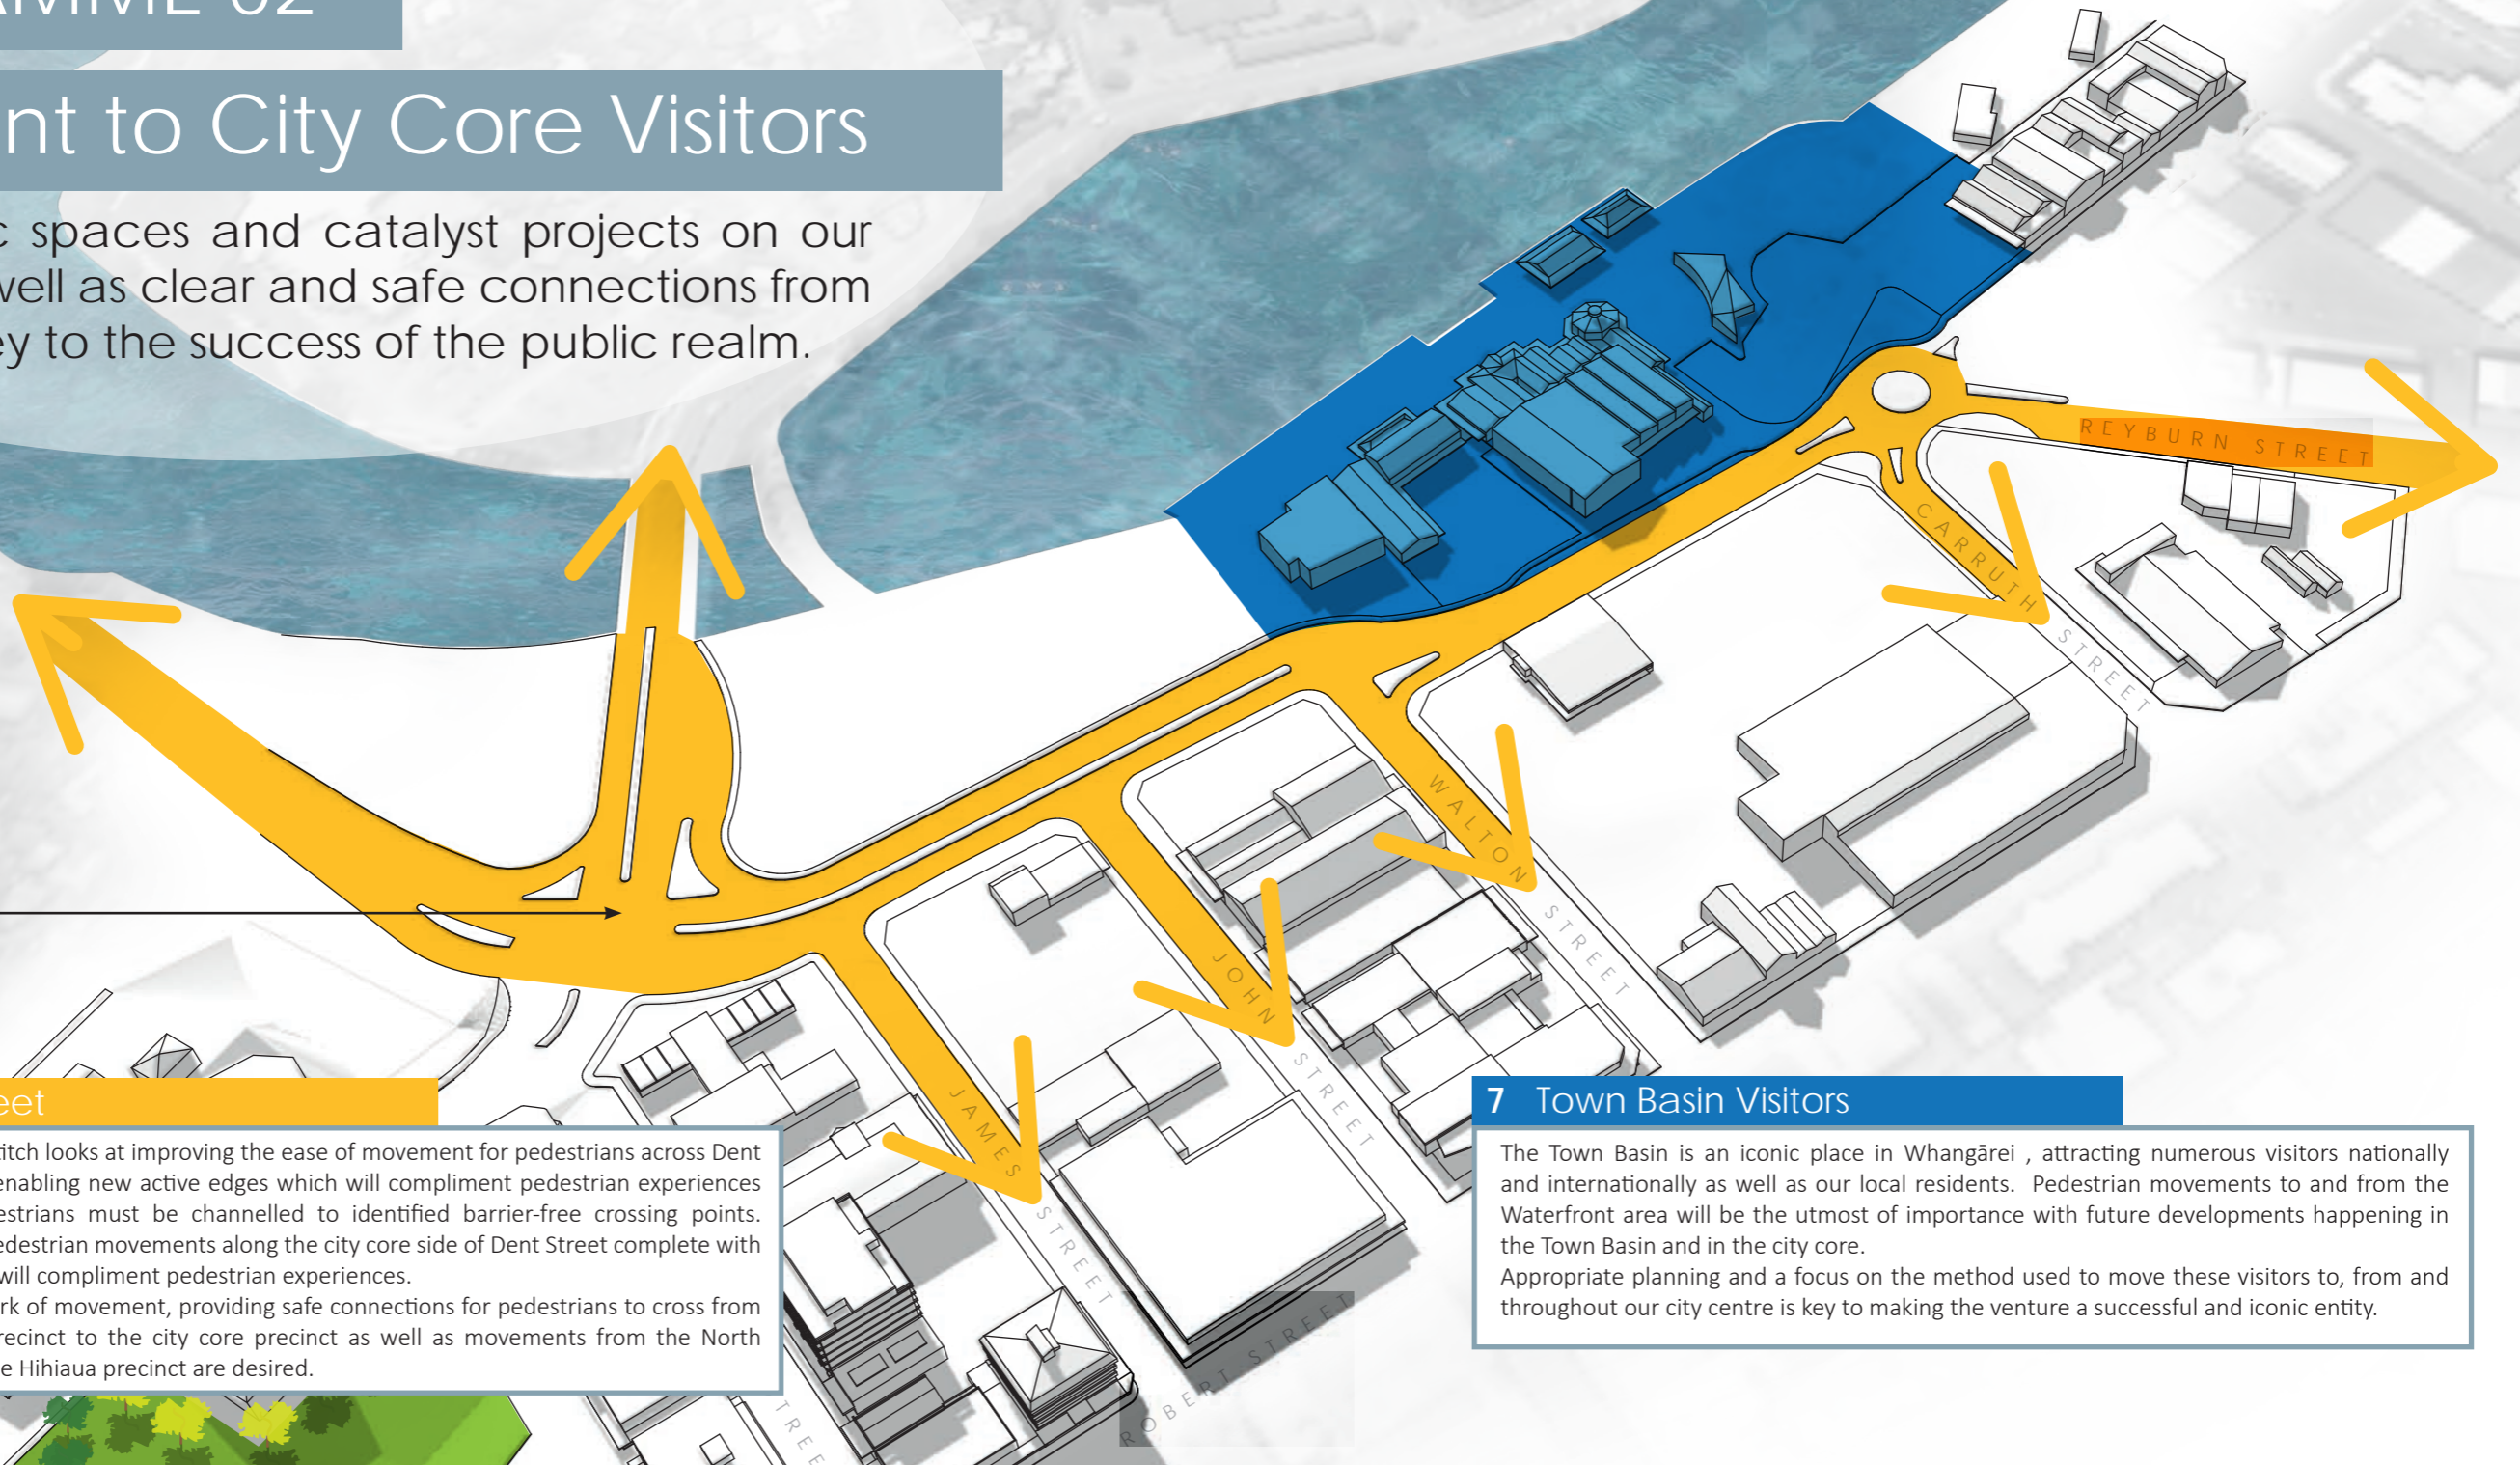 AMME 02
nt to City Core Visitors
c spaces and catalyst projects on our
well as clear and safe connections from
ey to the success of the public realm.
REYBURN STREET
CARRUTH STREET
WALTON STREET
JOHN STREET
JAMES STREET
ROBERT STREET
TREE
eet
titch looks at improving the ease of movement for pedestrians across Dent
enabling new active edges which will compliment pedestrian experiences
estrians must be channelled to identified barrier-free crossing points.
edestrian movements along the city core side of Dent Street complete with
will compliment pedestrian experiences.
rk of movement, providing safe connections for pedestrians to cross from
recinct to the city core precinct as well as movements from the North
e Hihiaua precinct are desired.
7 Town Basin Visitors
The Town Basin is an iconic place in Whangārei , attracting numerous visitors nationally
and internationally as well as our local residents. Pedestrian movements to and from the
Waterfront area will be the utmost of importance with future developments happening in
the Town Basin and in the city core.
Appropriate planning and a focus on the method used to move these visitors to, from and
throughout our city centre is key to making the venture a successful and iconic entity.